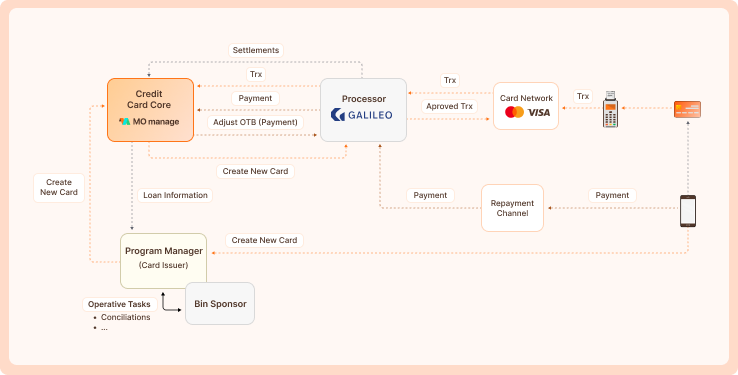 Settlements
Trx
Trx
Credit
Card Core
MO manage
Payment
Processor
GALILEO
Card Network
VISA
Trx
Aproved Trx
Adjust OTB (Payment)
Create New Card
Create
New Card
Loan Information
Payment
Repayment
Channel
Payment
Create New Card
Program Manager
(Card Issuer)
Operative Tasks
• Conciliations
• ...
Bin Sponsor